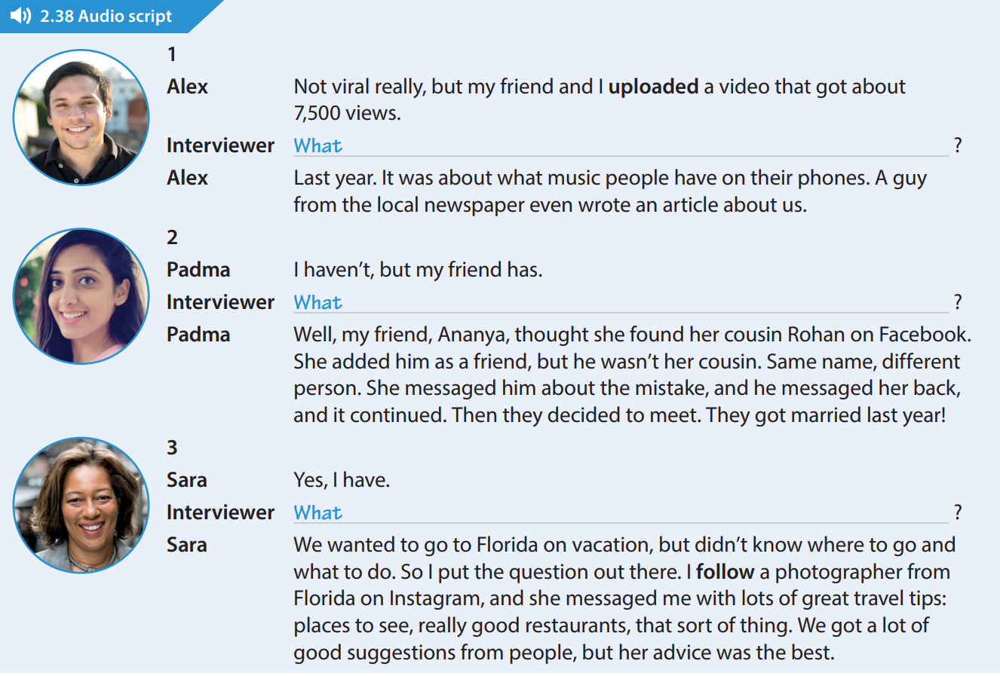 2.38 Audio script
1
Alex Not viral really, but my friend and I uploaded a video that got about
7,500 views.
Interviewer What ?
Alex Last year. It was about what music people have on their phones. A guy
from the local newspaper even wrote an article about us.
2
Padma I haven’t, but my friend has.
Interviewer What ?
Padma Well, my friend, Ananya, thought she found her cousin Rohan on Facebook.
She added him as a friend, but he wasn’t her cousin. Same name, different
person. She messaged him about the mistake, and he messaged her back,
and it continued. Then they decided to meet. They got married last year!
3
Sara Yes, I have.
Interviewer What ?
Sara We wanted to go to Florida on vacation, but didn’t know where to go and
what to do. So I put the question out there. I follow a photographer from
Florida on Instagram, and she messaged me with lots of great travel tips:
places to see, really good restaurants, that sort of thing. We got a lot of
good suggestions from people, but her advice was the best.